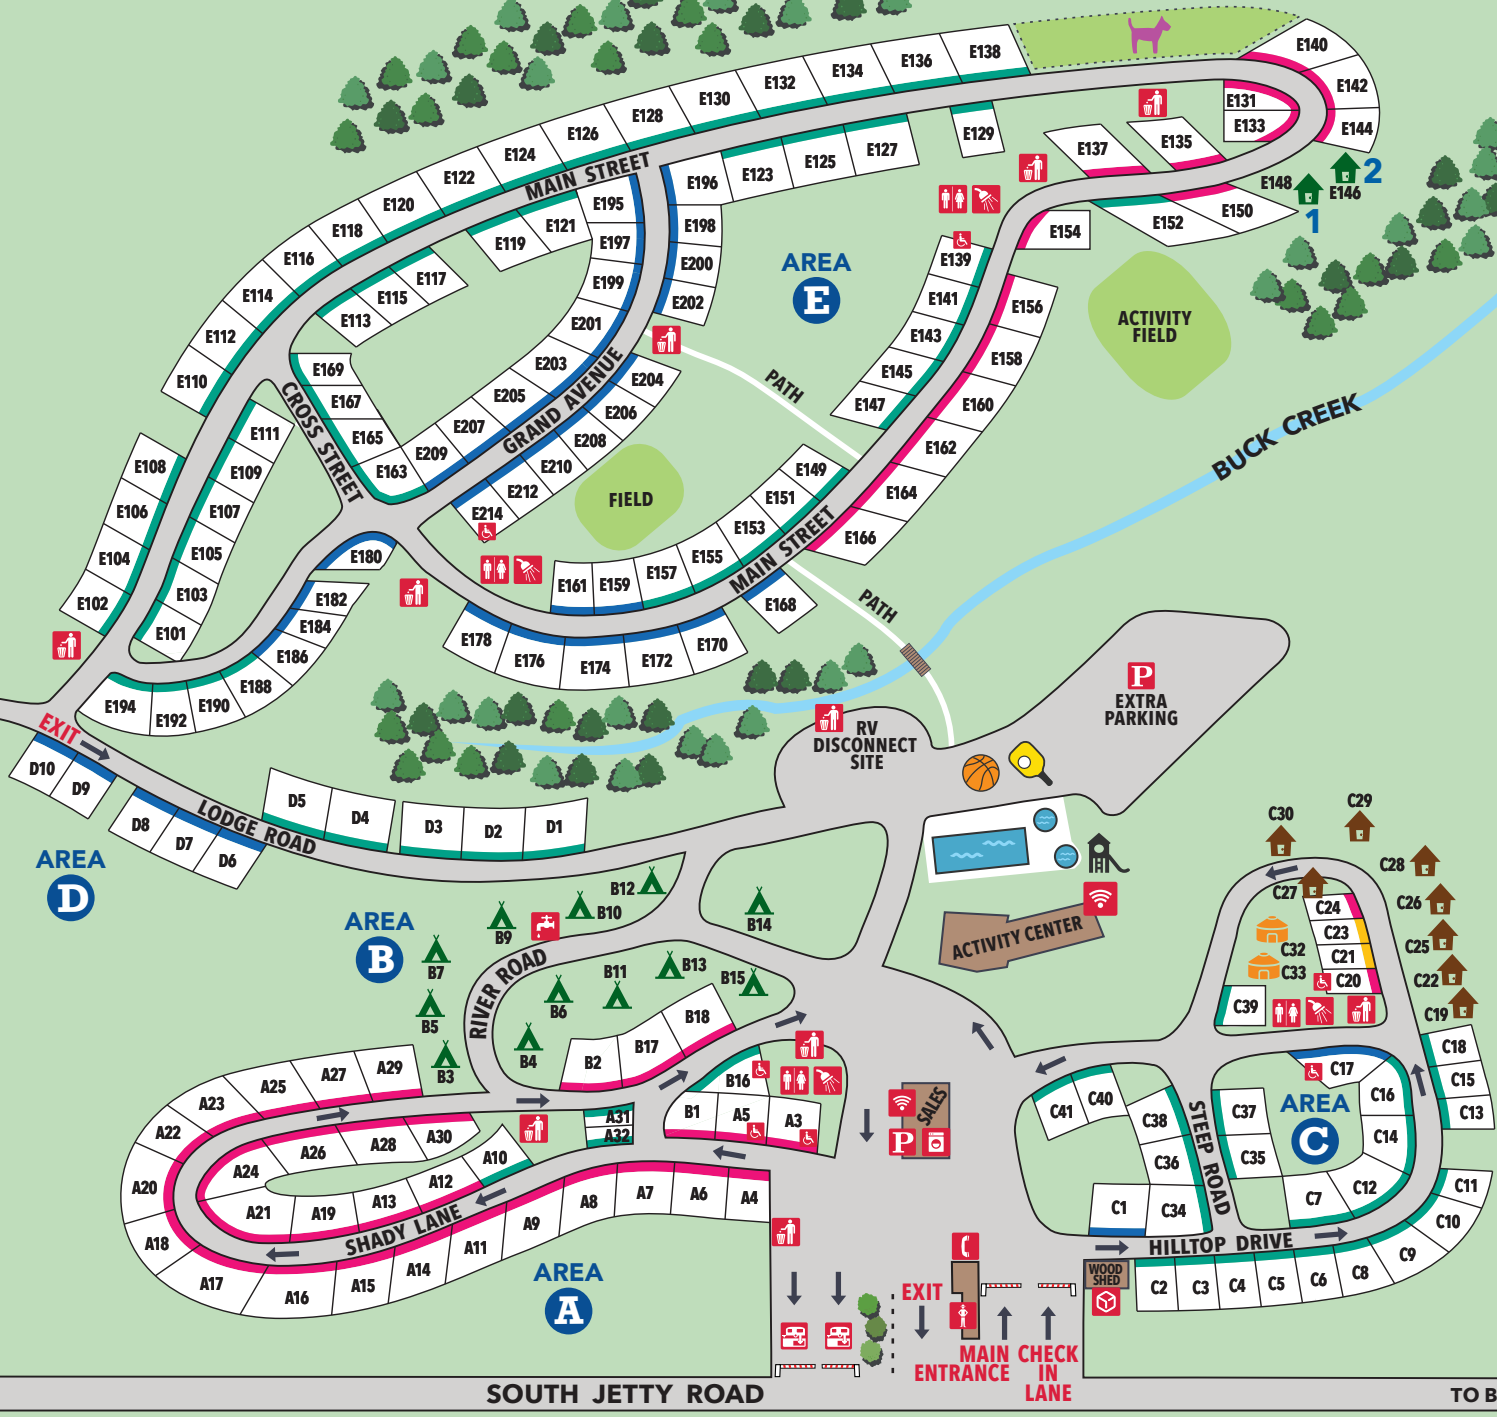 E138
E136
E134
E132
E130
E128
E126
E124
E122
E120
E118
E116
E114
E112
E110
E140
E142
E144
E131
E133
E135
E137
E129
E127
E125
E123
E196
E195
E121
E119
E197
E198
E199
E200
E201
E202
E117
E115
E113
MAIN STREET
E148
E146
1
2
E150
E152
E154
E139
E141
E143
E145
E147
E156
E158
E160
E162
E164
E166
AREA
E
ACTIVITY
FIELD
PATH
BUCK CREEK
E169
E167
E165
E163
CROSS STREET
E203
E205
E207
E209
GRAND AVENUE
E204
E206
E208
E210
E212
E214
FIELD
E111
E109
E107
E105
E103
E101
E108
E106
E104
E102
E149
E151
E153
E155
E157
E159
E161
MAIN STREET
E168
E170
E172
E174
E176
E178
PATH
E180
E182
E184
E186
E188
E190
E192
E194
EXIT
D10
D9
D8
D7
D6
LODGE ROAD
D5
D4
D3
D2
D1
AREA
D
RV
DISCONNECT
SITE
P
EXTRA
PARKING
ACTIVITY CENTER
AREA
B
B12
B10
B9
B7
B5
B3
B14
B13
B11
B15
B6
B4
RIVER ROAD
B18
B17
B2
B16
B1
A5
A3
A31
A32
A29
A27
A25
A23
A22
A20
A18
A17
A16
A15
A14
A11
A9
A8
A7
A6
A4
A30
A28
A26
A24
A21
A19
A13
A12
A10
SHADY LANE
AREA
A
SALES
P
C30
C29
C28
C27
C26
C25
C24
C23
C22
C21
C20
C19
C32
C33
C39
C18
C15
C13
C17
C16
C14
C12
C7
C37
C35
C41
C40
C38
C36
C34
C1
STEEP ROAD
AREA
C
C11
C10
C9
C8
C6
C5
C4
C3
C2
HILLTOP DRIVE
WOOD
SHED
EXIT
MAIN
ENTRANCE
CHECK
IN
LANE
SOUTH JETTY ROAD
TO B